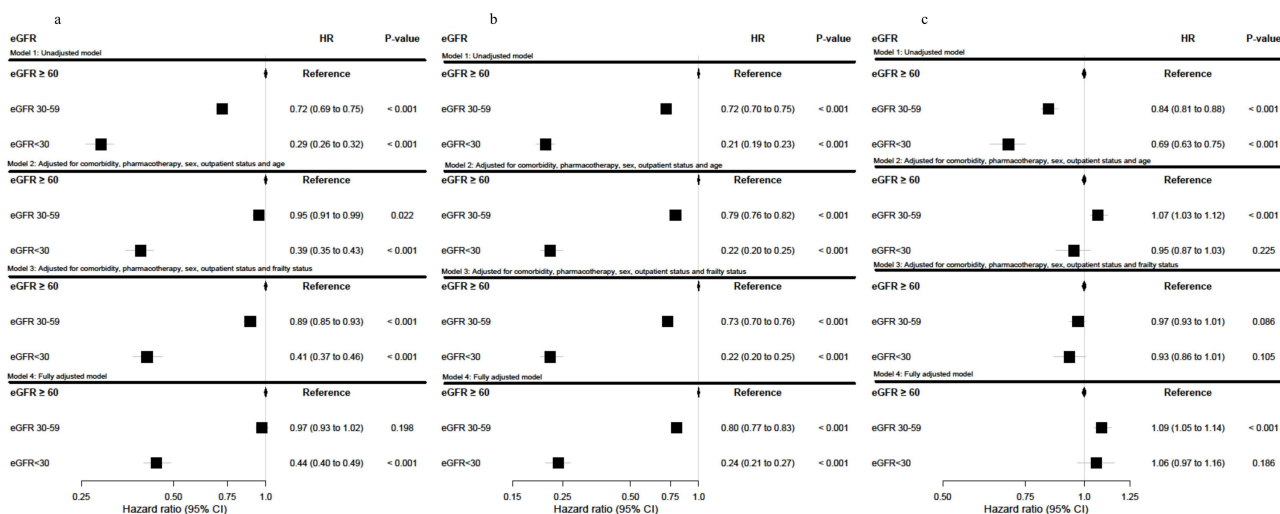 a
eGFR HR P-value
Model 1: Unadjusted model
eGFR ≥ 60 Reference
eGFR 30-59 0.72 (0.69 to 0.75) < 0.001
eGFR<30 0.29 (0.26 to 0.32) < 0.001
Model 2: Adjusted for comorbidity, pharmacotherapy, sex, outpatient status and age
eGFR ≥ 60 Reference
eGFR 30-59 0.95 (0.91 to 0.99) 0.022
eGFR<30 0.39 (0.35 to 0.43) < 0.001
Model 3: Adjusted for comorbidity, pharmacotherapy, sex, outpatient status and frailty status
eGFR ≥ 60 Reference
eGFR 30-59 0.89 (0.85 to 0.93) < 0.001
eGFR<30 0.41 (0.37 to 0.46) < 0.001
Model 4: Fully adjusted model
eGFR ≥ 60 Reference
eGFR 30-59 0.97 (0.93 to 1.02) 0.198
eGFR<30 0.44 (0.40 to 0.49) < 0.001
0.25 0.50 0.75 1.0
Hazard ratio (95% CI)
b
eGFR HR P-value
Model 1: Unadjusted model
eGFR ≥ 60 Reference
eGFR 30-59 0.72 (0.70 to 0.75) < 0.001
eGFR<30 0.21 (0.19 to 0.23) < 0.001
Model 2: Adjusted for comorbidity, pharmacotherapy, sex, outpatient status and age
eGFR ≥ 60 Reference
eGFR 30-59 0.79 (0.76 to 0.82) < 0.001
eGFR<30 0.22 (0.20 to 0.25) < 0.001
Model 3: Adjusted for comorbidity, pharmacotherapy, sex, outpatient status and frailty status
eGFR ≥ 60 Reference
eGFR 30-59 0.73 (0.70 to 0.76) < 0.001
eGFR<30 0.22 (0.20 to 0.25) < 0.001
Model 4: Fully adjusted model
eGFR ≥ 60 Reference
eGFR 30-59 0.80 (0.77 to 0.83) < 0.001
eGFR<30 0.24 (0.21 to 0.27) < 0.001
0.15 0.25 0.50 0.75 1.0
Hazard ratio (95% CI)
c
eGFR HR P-value
Model 1: Unadjusted model
eGFR ≥ 60 Reference
eGFR 30-59 0.84 (0.81 to 0.88) < 0.001
eGFR<30 0.69 (0.63 to 0.75) < 0.001
Model 2: Adjusted for comorbidity, pharmacotherapy, sex, outpatient status and age
eGFR ≥ 60 Reference
eGFR 30-59 1.07 (1.03 to 1.12) < 0.001
eGFR<30 0.95 (0.87 to 1.03) 0.225
Model 3: Adjusted for comorbidity, pharmacotherapy, sex, outpatient status and frailty status
eGFR ≥ 60 Reference
eGFR 30-59 0.97 (0.93 to 1.01) 0.086
eGFR<30 0.93 (0.86 to 1.01) 0.105
Model 4: Fully adjusted model
eGFR ≥ 60 Reference
eGFR 30-59 1.09 (1.05 to 1.14) < 0.001
eGFR<30 1.06 (0.97 to 1.16) 0.186
0.50 0.75 1.0 1.25
Hazard ratio (95% CI)